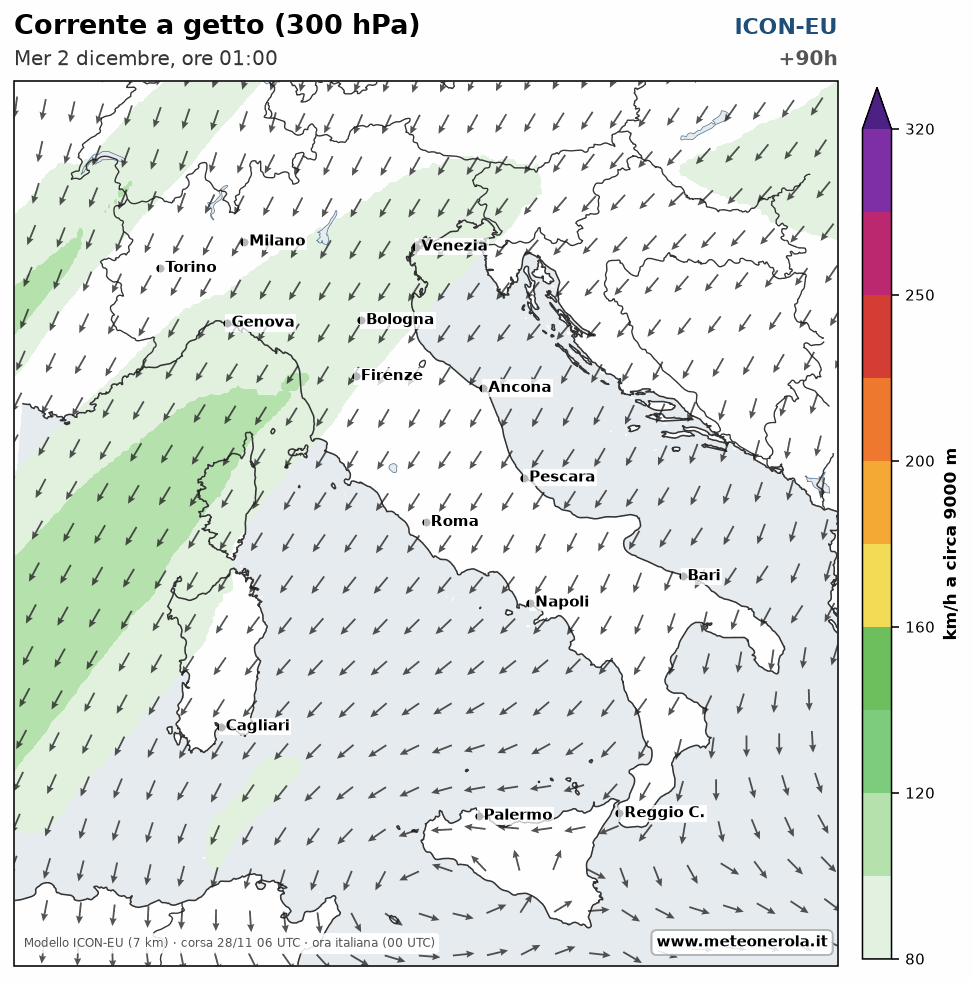 Corrente a getto (300 hPa)
ICON-EU
Mer 2 dicembre, ore 01:00
+90h
320
250
200
160
120
80
km/h a circa 9000 m
Milano
Venezia
Torino
Genova
Bologna
Firenze
Ancona
Pescara
Roma
Bari
Napoli
Cagliari
Palermo
Reggio C.
Modello ICON-EU (7 km) · corsa 28/11 06 UTC · ora italiana (00 UTC)
www.meteonerola.it